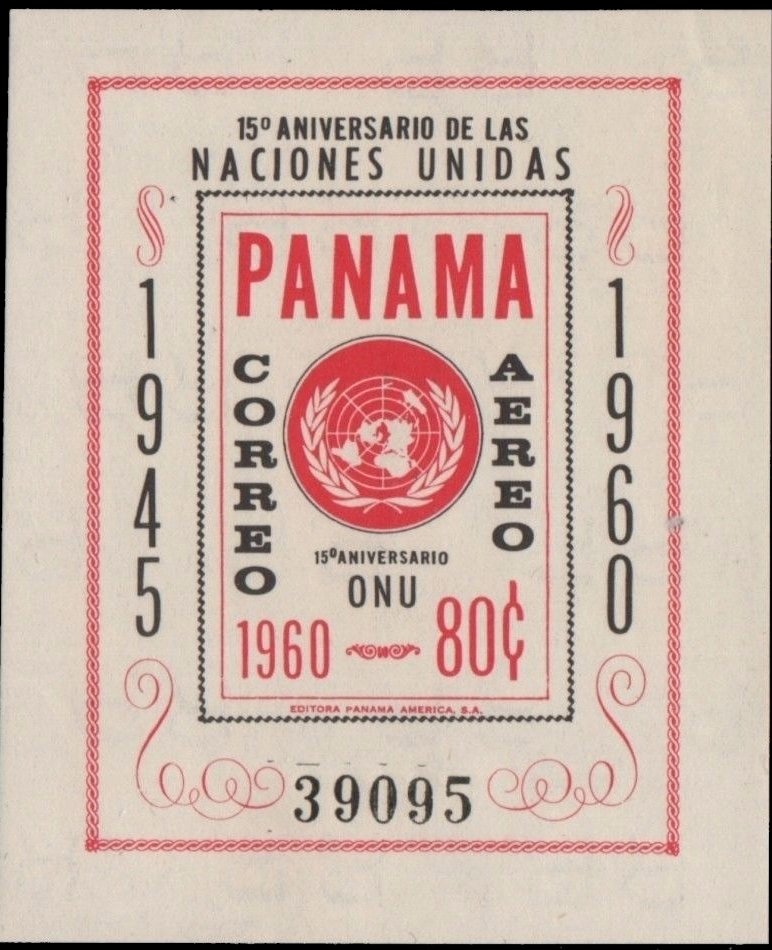 15º ANIVERSARIO DE LAS
NACIONES UNIDAS
1945
1960
PANAMA
CORREO
AEREO
15º ANIVERSARIO
ONU
1960
80¢
EDITORA PANAMA AMERICA, S.A.
39095